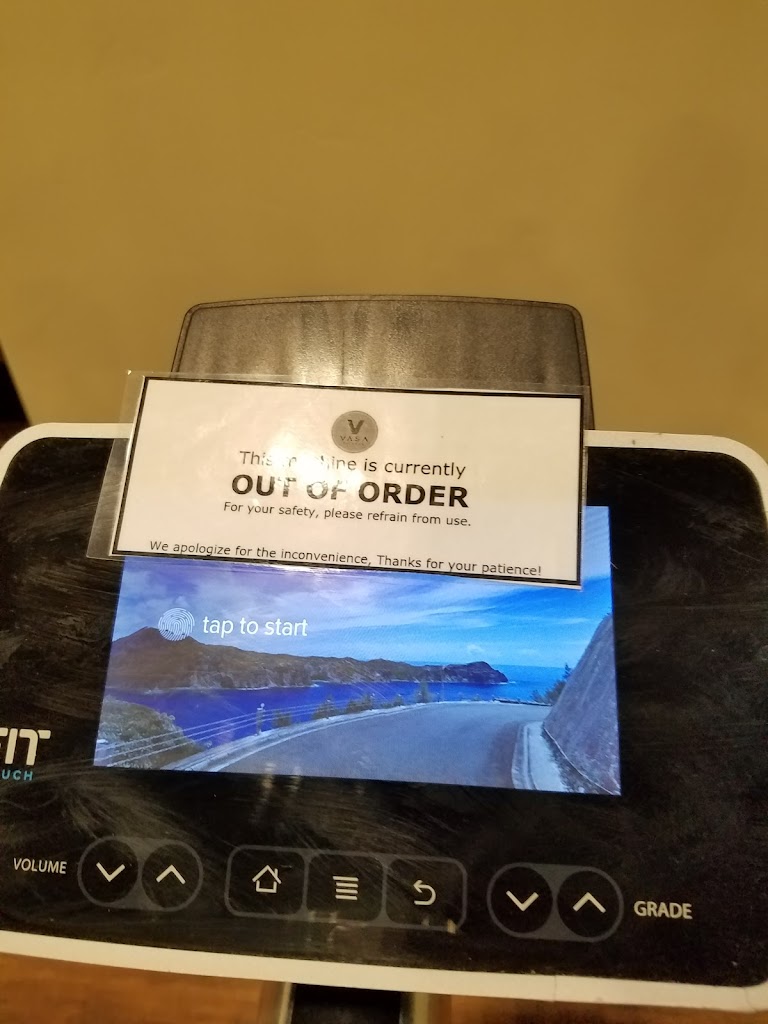 VASA
This machine is currently
OUT OF ORDER
For your safety, please refrain from use.
We apologize for the inconvenience, Thanks for your patience!
tap to start
VOLUME
GRADE